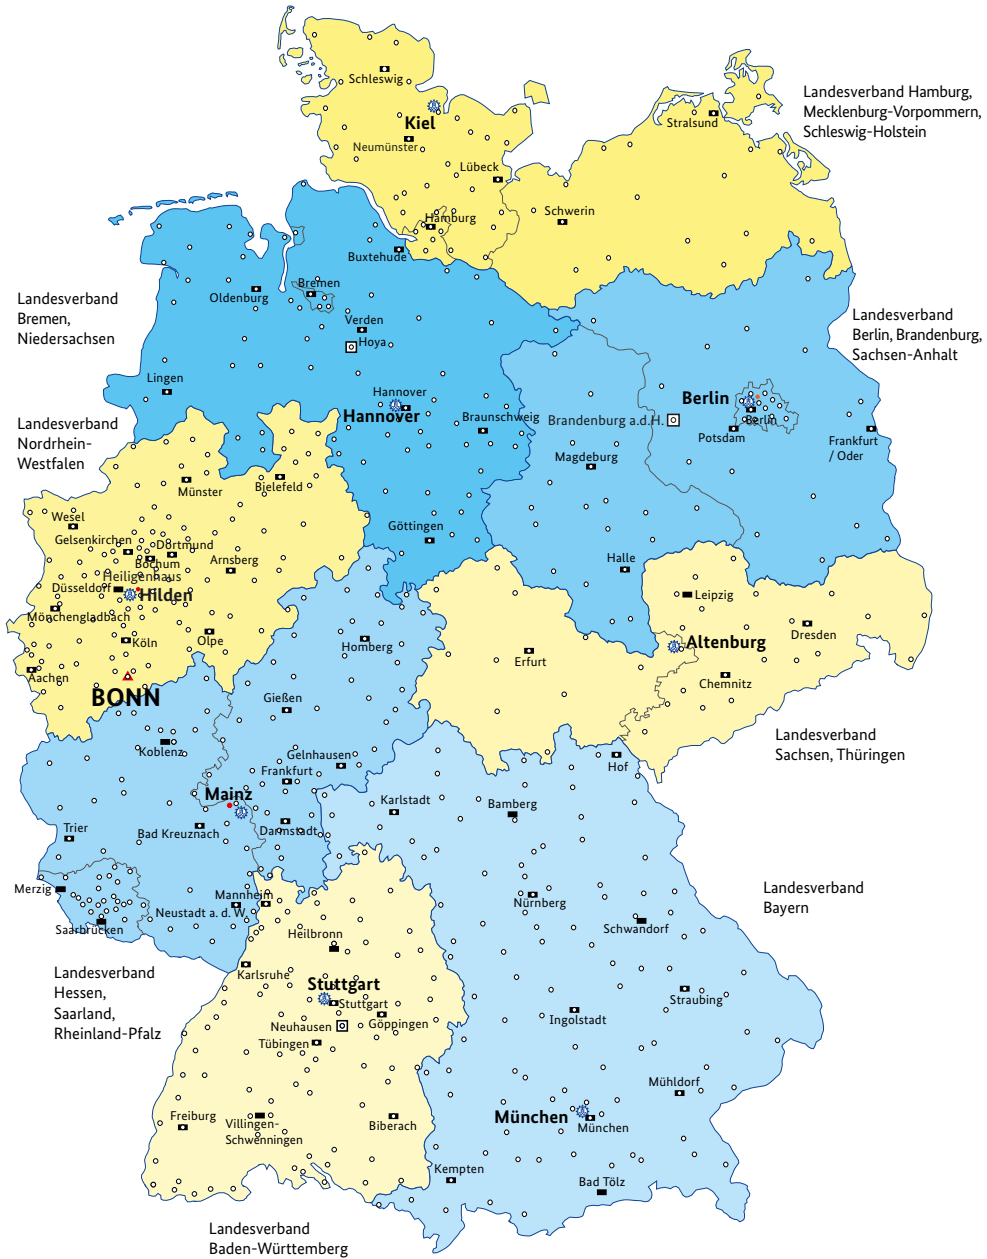 Schleswig
Kiel
Neumünster
Lübeck
Stralsund
Landesverband Hamburg,
Mecklenburg-Vorpommern,
Schleswig-Holstein
Schwerin
Hamburg
Buxtehude
Landesverband
Bremen,
Niedersachsen
Oldenburg
Bremen
Verden
Hoya
Landesverband
Berlin, Brandenburg,
Sachsen-Anhalt
Lingen
Hannover
Hannover
Braunschweig
Berlin
Berlin
Brandenburg a.d.H.
Potsdam
Frankfurt
/ Oder
Landesverband
Nordrhein-
Westfalen
Münster
Bielefeld
Magdeburg
Wesel
Göttingen
Gelsenkirchen
Dortmund
Bochum
Arnsberg
Halle
Heiligenhaus
Düsseldorf
Hilden
Leipzig
Mönchengladbach
Köln
Olpe
Homberg
Erfurt
Altenburg
Dresden
Aachen
BONN
Chemnitz
Gießen
Landesverband
Sachsen, Thüringen
Koblenz
Gelnhausen
Hof
Frankfurt
Mainz
Karlstadt
Bamberg
Trier
Bad Kreuznach
Darmstadt
Merzig
Mannheim
Neustadt a. d. W.
Nürnberg
Landesverband
Bayern
Saarbrücken
Heilbronn
Schwandorf
Landesverband
Hessen,
Saarland,
Rheinland-Pfalz
Karlsruhe
Stuttgart
Stuttgart
Straubing
Neuhausen
Göppingen
Ingolstadt
Tübingen
Mühldorf
Freiburg
Villingen-
Schwenningen
Biberach
München
München
Kempten
Bad Tölz
Landesverband
Baden-Württemberg